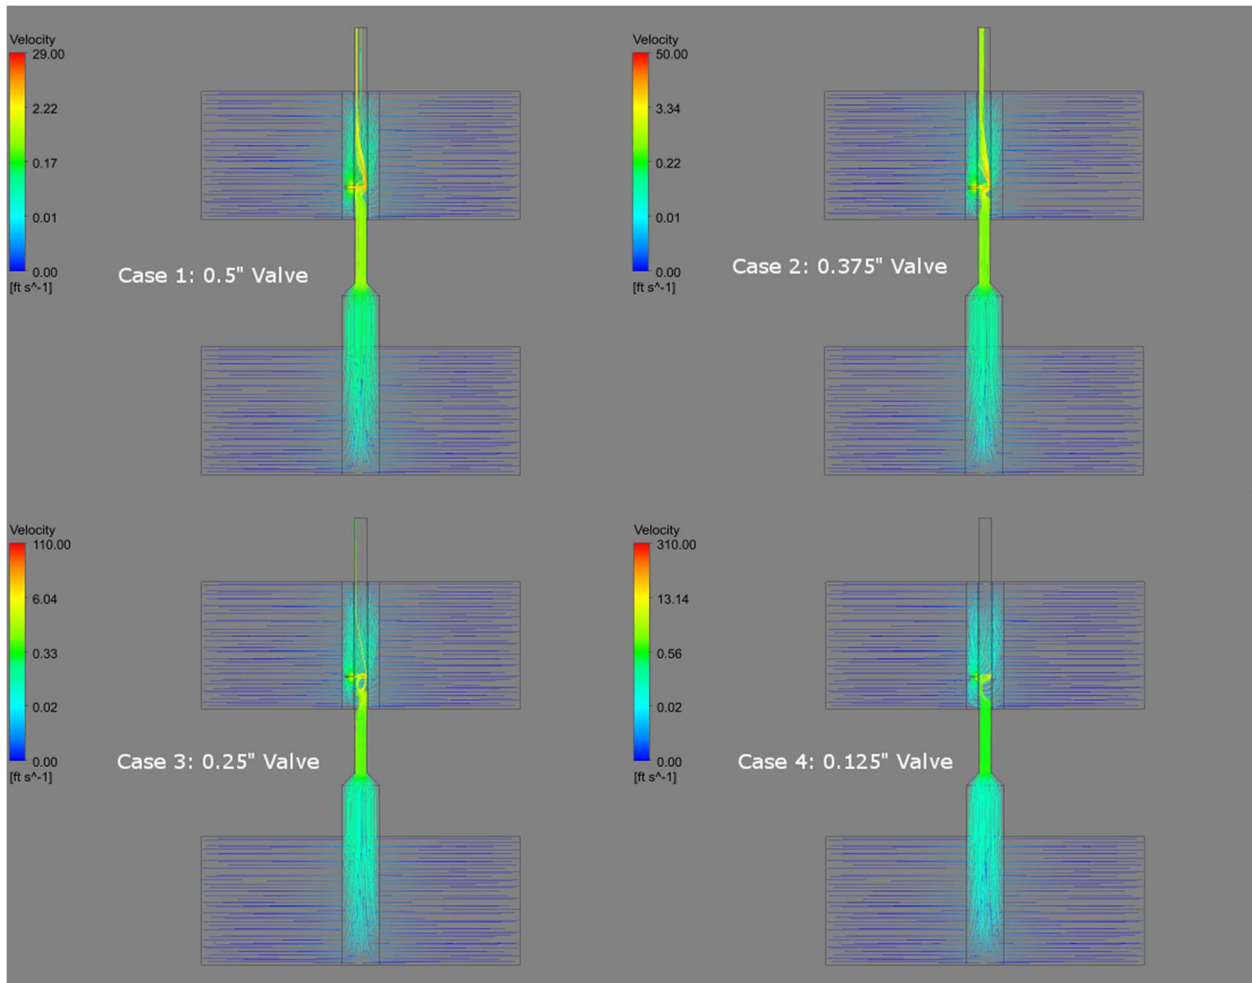 Velocity
29.00
2.22
0.17
0.01
0.00
[ft s^-1]
Case 1: 0.5" Valve
Velocity
50.00
3.34
0.22
0.01
0.00
[ft s^-1]
Case 2: 0.375" Valve
Velocity
110.00
6.04
0.33
0.02
0.00
[ft s^-1]
Case 3: 0.25" Valve
Velocity
310.00
13.14
0.56
0.02
0.00
[ft s^-1]
Case 4: 0.125" Valve